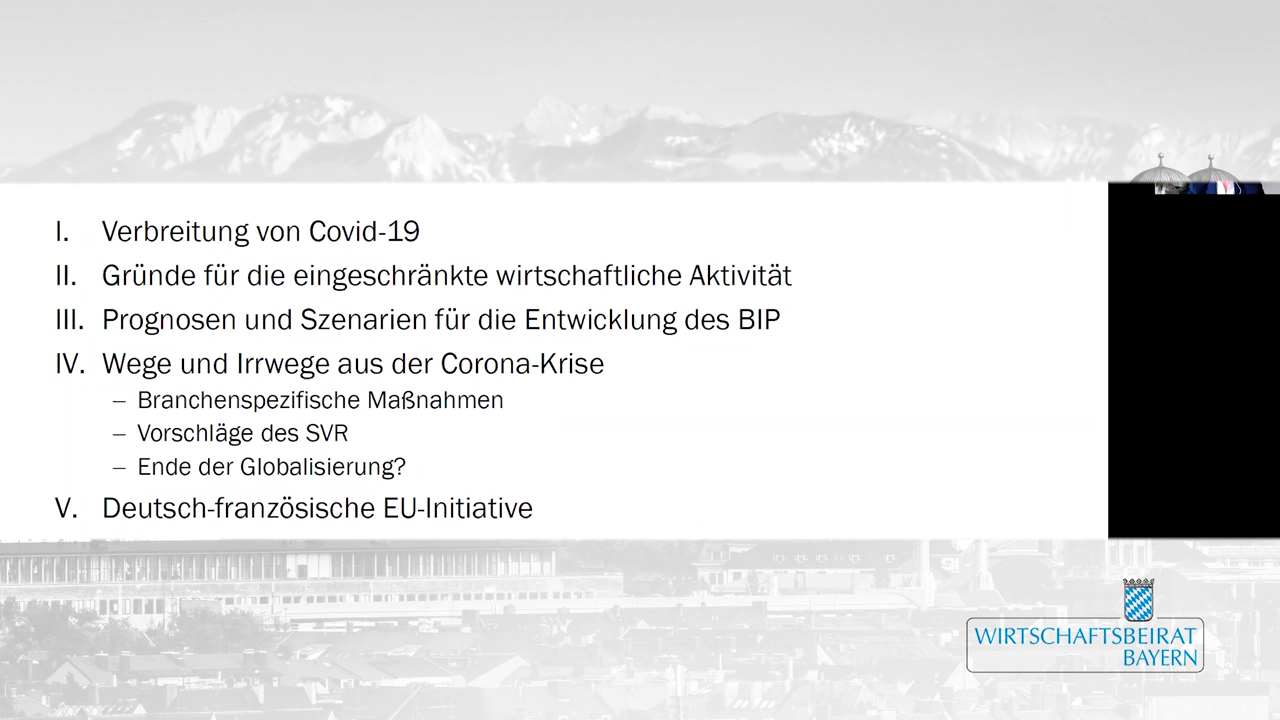 I. Verbreitung von Covid-19
II. Gründe für die eingeschränkte wirtschaftliche Aktivität
III. Prognosen und Szenarien für die Entwicklung des BIP
IV. Wege und Irrwege aus der Corona-Krise
– Branchenspezifische Maßnahmen
– Vorschläge des SVR
– Ende der Globalisierung?
V. Deutsch-französische EU-Initiative
WIRTSCHAFTSBEIRAT
BAYERN